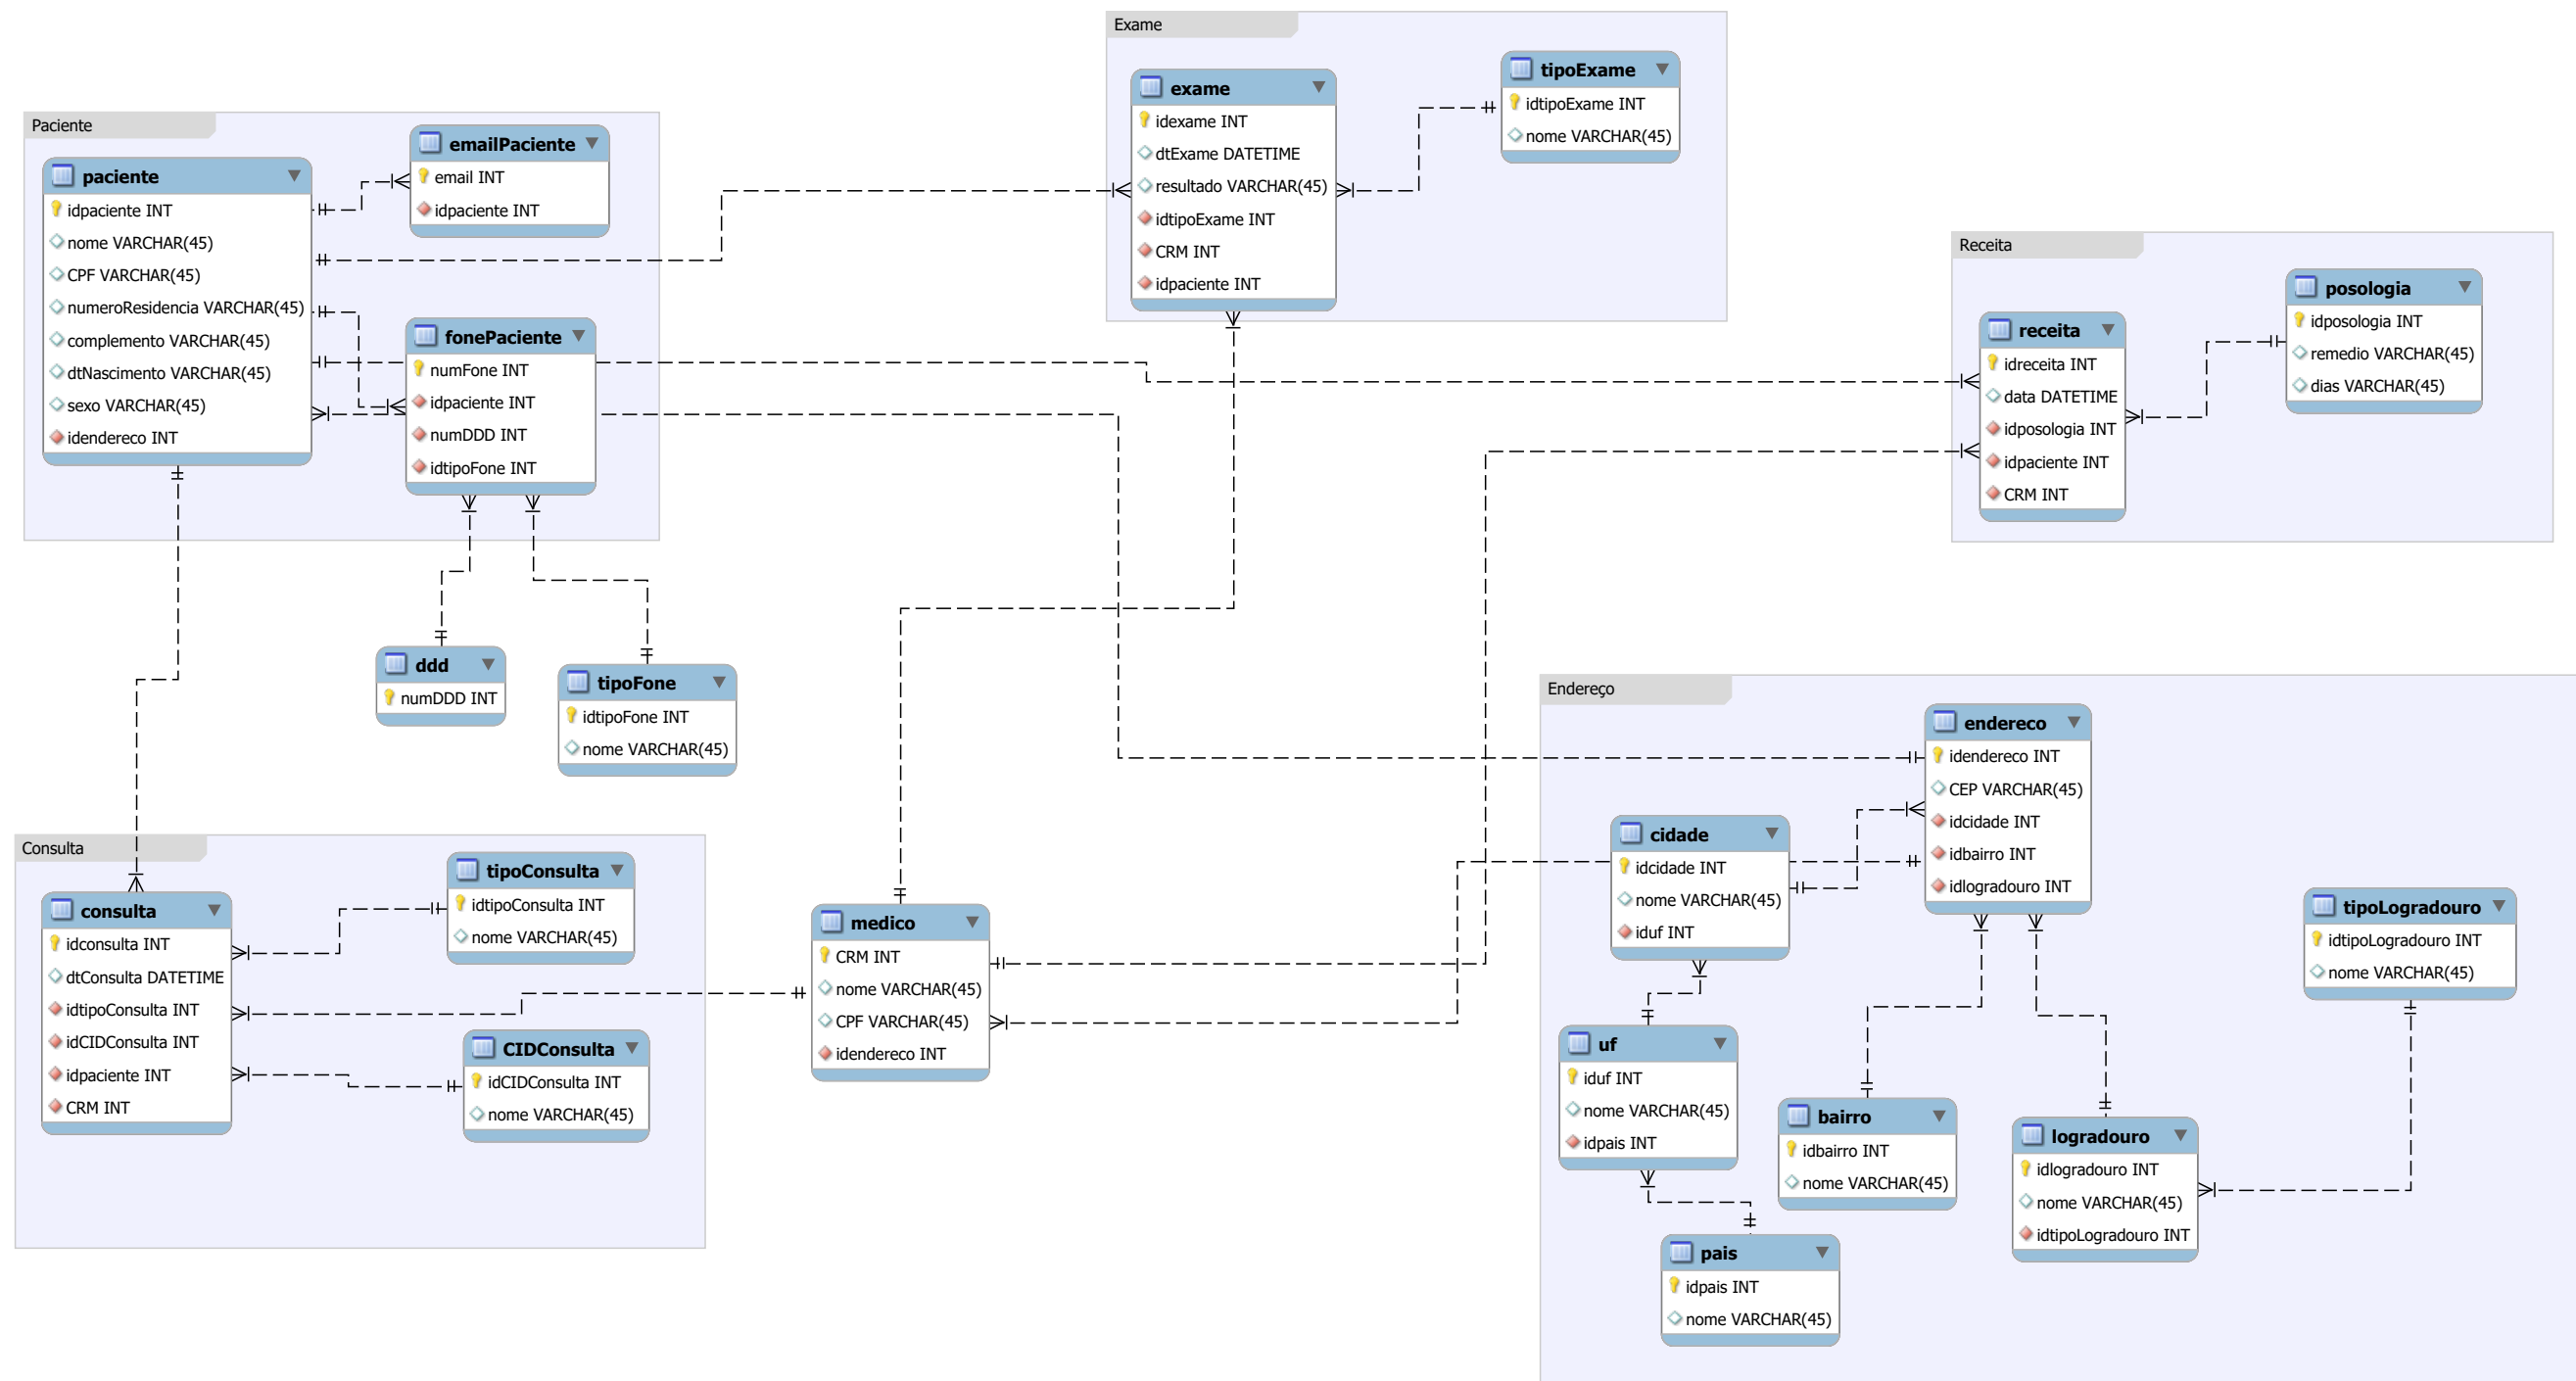 Paciente
paciente
idpaciente INT
nome VARCHAR(45)
CPF VARCHAR(45)
numeroResidencia VARCHAR(45)
complemento VARCHAR(45)
dtNascimento VARCHAR(45)
sexo VARCHAR(45)
idendereco INT
emailPaciente
email INT
idpaciente INT
fonePaciente
numFone INT
idpaciente INT
numDDD INT
idtipoFone INT
ddd
numDDD INT
tipoFone
idtipoFone INT
nome VARCHAR(45)
Exame
exame
idexame INT
dtExame DATETIME
resultado VARCHAR(45)
idtipoExame INT
CRM INT
idpaciente INT
tipoExame
idtipoExame INT
nome VARCHAR(45)
Receita
receita
idreceita INT
data DATETIME
idposologia INT
idpaciente INT
CRM INT
posologia
idposologia INT
remedio VARCHAR(45)
dias VARCHAR(45)
Consulta
consulta
idconsulta INT
dtConsulta DATETIME
idtipoConsulta INT
idCIDConsulta INT
idpaciente INT
CRM INT
tipoConsulta
idtipoConsulta INT
nome VARCHAR(45)
CIDConsulta
idCIDConsulta INT
nome VARCHAR(45)
medico
CRM INT
nome VARCHAR(45)
CPF VARCHAR(45)
idendereco INT
Endereço
endereco
idendereco INT
CEP VARCHAR(45)
idcidade INT
idbairro INT
idlogradouro INT
cidade
idcidade INT
nome VARCHAR(45)
iduf INT
uf
iduf INT
nome VARCHAR(45)
idpais INT
pais
idpais INT
nome VARCHAR(45)
bairro
idbairro INT
nome VARCHAR(45)
logradouro
idlogradouro INT
nome VARCHAR(45)
idtipoLogradouro INT
tipoLogradouro
idtipoLogradouro INT
nome VARCHAR(45)